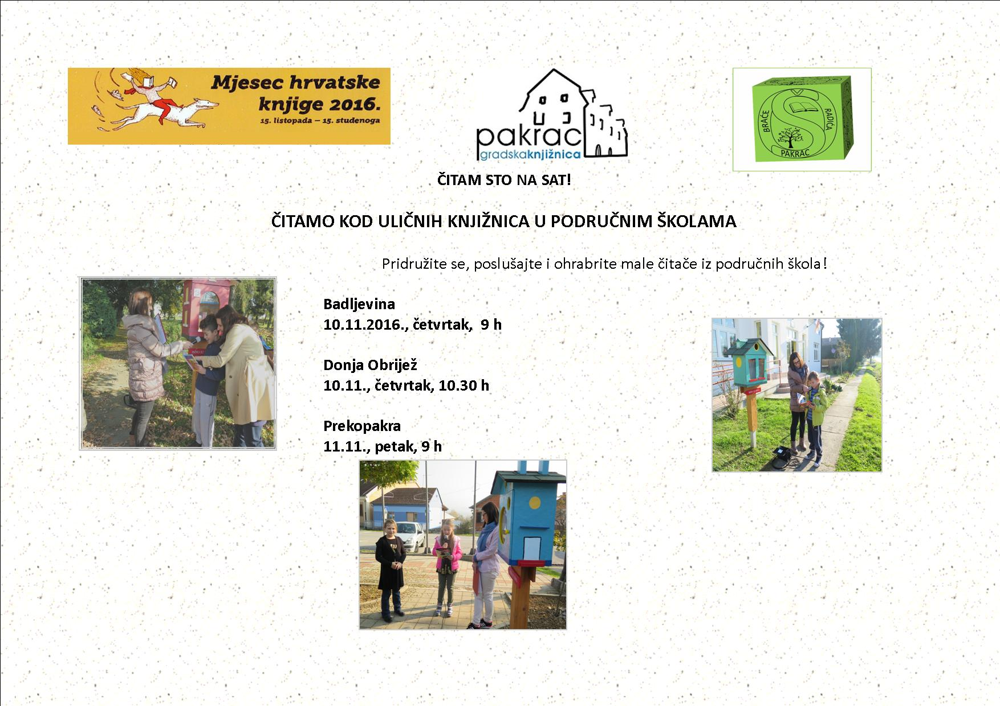 Mjesec hrvatske
knjige 2016.
15. listopada – 15. studenoga
pakrac
gradskaknjižnica
BRAĆE
RADIĆA
PAKRAC
ČITAM STO NA SAT!
ČITAMO KOD ULIČNIH KNJIŽNICA U PODRUČNIM ŠKOLAMA
Pridružite se, poslušajte i ohrabrite male čitače iz područnih škola!
Badljevina
10.11.2016., četvrtak,  9 h
Donja Obrijež
10.11., četvrtak, 10.30 h
Prekopakra
11.11., petak, 9 h